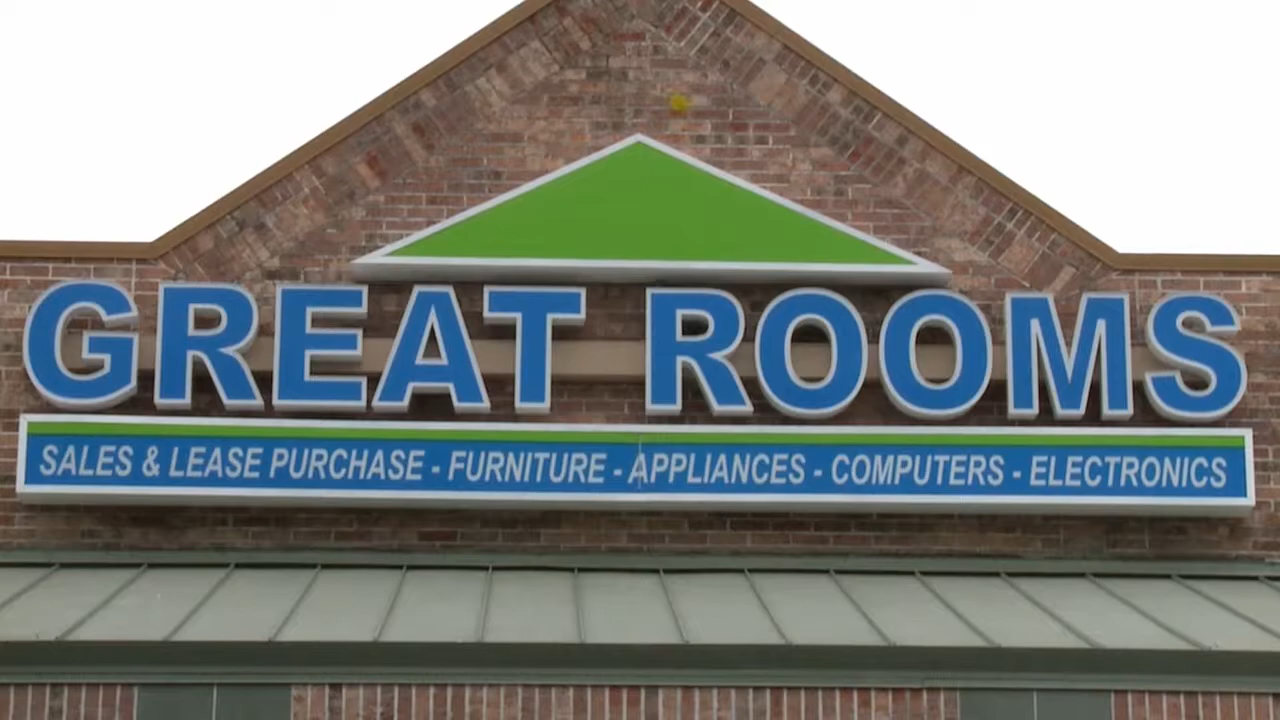 GREAT ROOMS
SALES & LEASE PURCHASE - FURNITURE - APPLIANCES - COMPUTERS - ELECTRONICS